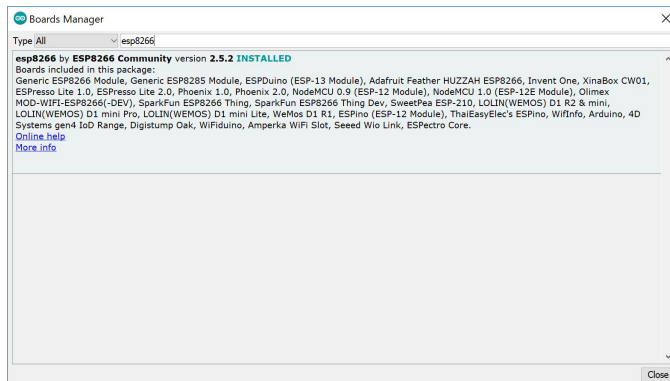 Boards Manager
Type All esp8266
esp8266 by ESP8266 Community version 2.5.2 INSTALLED
Boards included in this package:
Generic ESP8266 Module, Generic ESP8285 Module, ESPDuino (ESP-13 Module), Adafruit Feather HUZZAH ESP8266, Invent One, XinaBox CW01,
ESPresso Lite 1.0, ESPresso Lite 2.0, Phoenix 1.0, Phoenix 2.0, NodeMCU 0.9 (ESP-12 Module), NodeMCU 1.0 (ESP-12E Module), Olimex
MOD-WIFI-ESP8266(-DEV), SparkFun ESP8266 Thing, SparkFun ESP8266 Thing Dev, SweetPea ESP-210, LOLIN(WEMOS) D1 R2 & mini,
LOLIN(WEMOS) D1 mini Pro, LOLIN(WEMOS) D1 mini Lite, WeMos D1 R1, ESPino (ESP-12 Module), ThaiEasyElec's ESPino, WifInfo, Arduino, 4D
Systems gen4 IoD Range, Digistump Oak, WiFiduino, Amperka WiFi Slot, Seeed Wio Link, ESPectro Core.
Online help
More info
Close